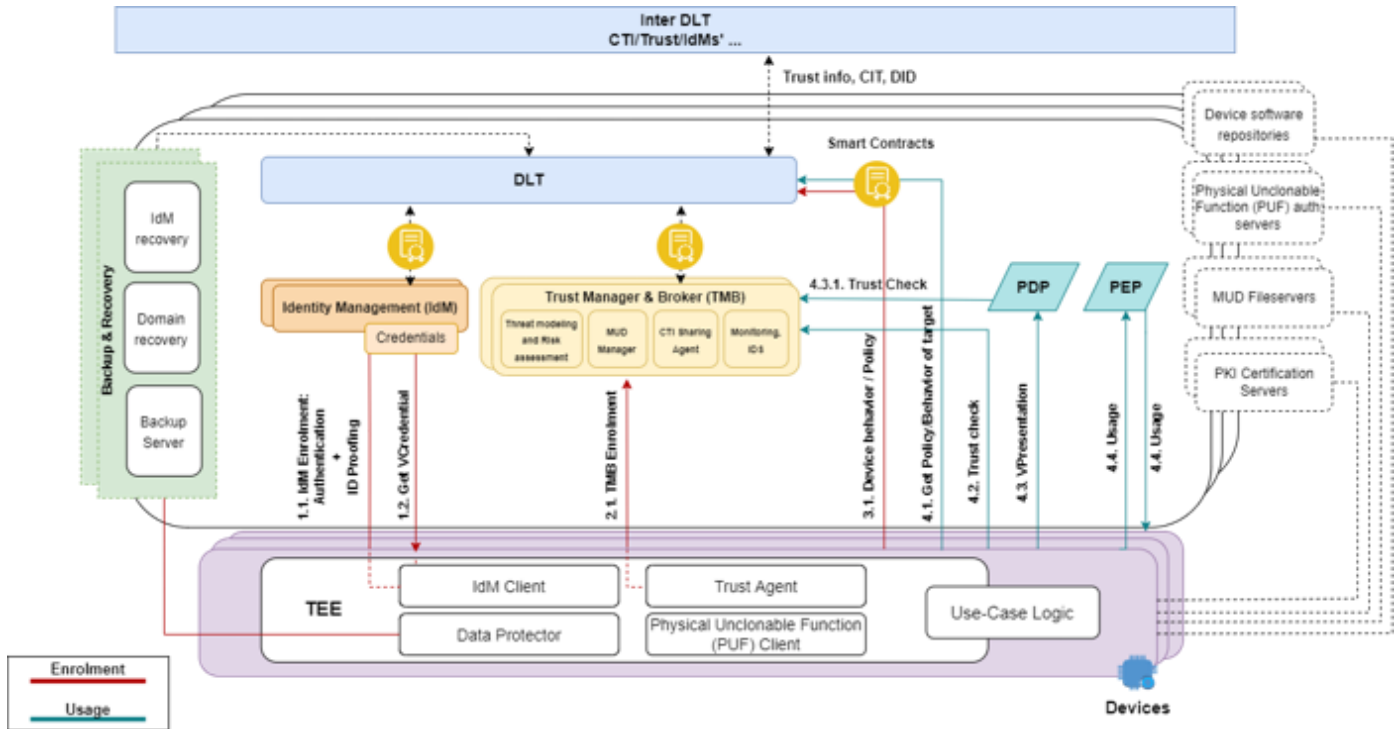 Inter DLT
CTI/Trust/IdMs' ...
Trust info, CIT, DID
Device software
repositories
Smart Contracts
DLT
Physical Unclonable
Function (PUF) auth
servers
IdM
recovery
Backup & Recovery
Domain
recovery
Backup
Server
Identity Management (IdM)
Credentials
Trust Manager & Broker (TMB)
Threat modeling
and Risk
assessment
MUD
Manager
CTI Sharing
Agent
Monitoring,
IDS
4.3.1. Trust Check
PDP
PEP
MUD Fileservers
PKI Certification
Servers
1.1. IdM Enrolment:
Authentication
+
ID Proofing
1.2. Get VCredential
2.1. TMB Enrolment
3.1. Device behavior / Policy
4.1. Get Policy/Behavior of target
4.2. Trust check
4.3. VPresentation
4.4. Usage
4.4. Usage
TEE
IdM Client
Trust Agent
Data Protector
Physical Unclonable Function
(PUF) Client
Use-Case Logic
Devices
Enrolment
Usage